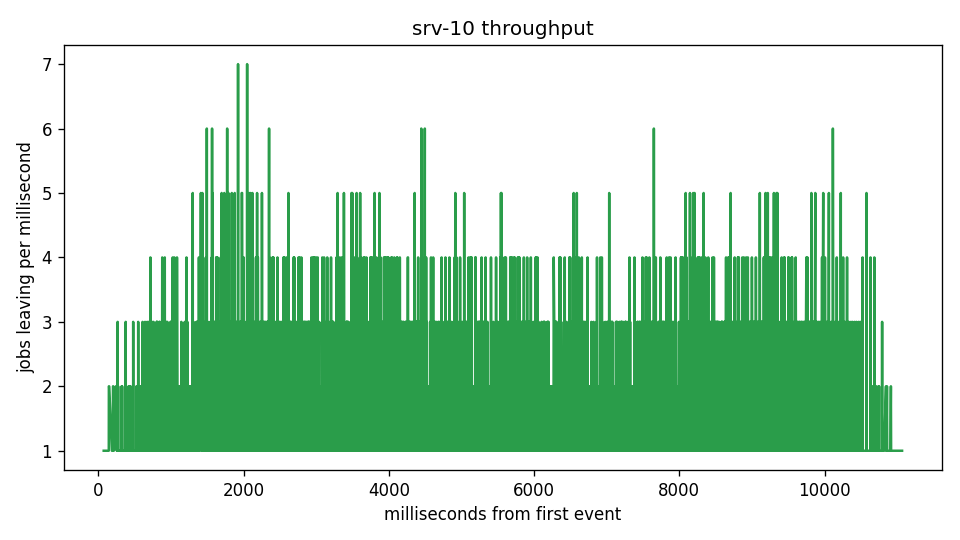 srv-10 throughput
jobs leaving per millisecond
7
6
5
4
3
2
1
0 2000 4000 6000 8000 10000
milliseconds from first event